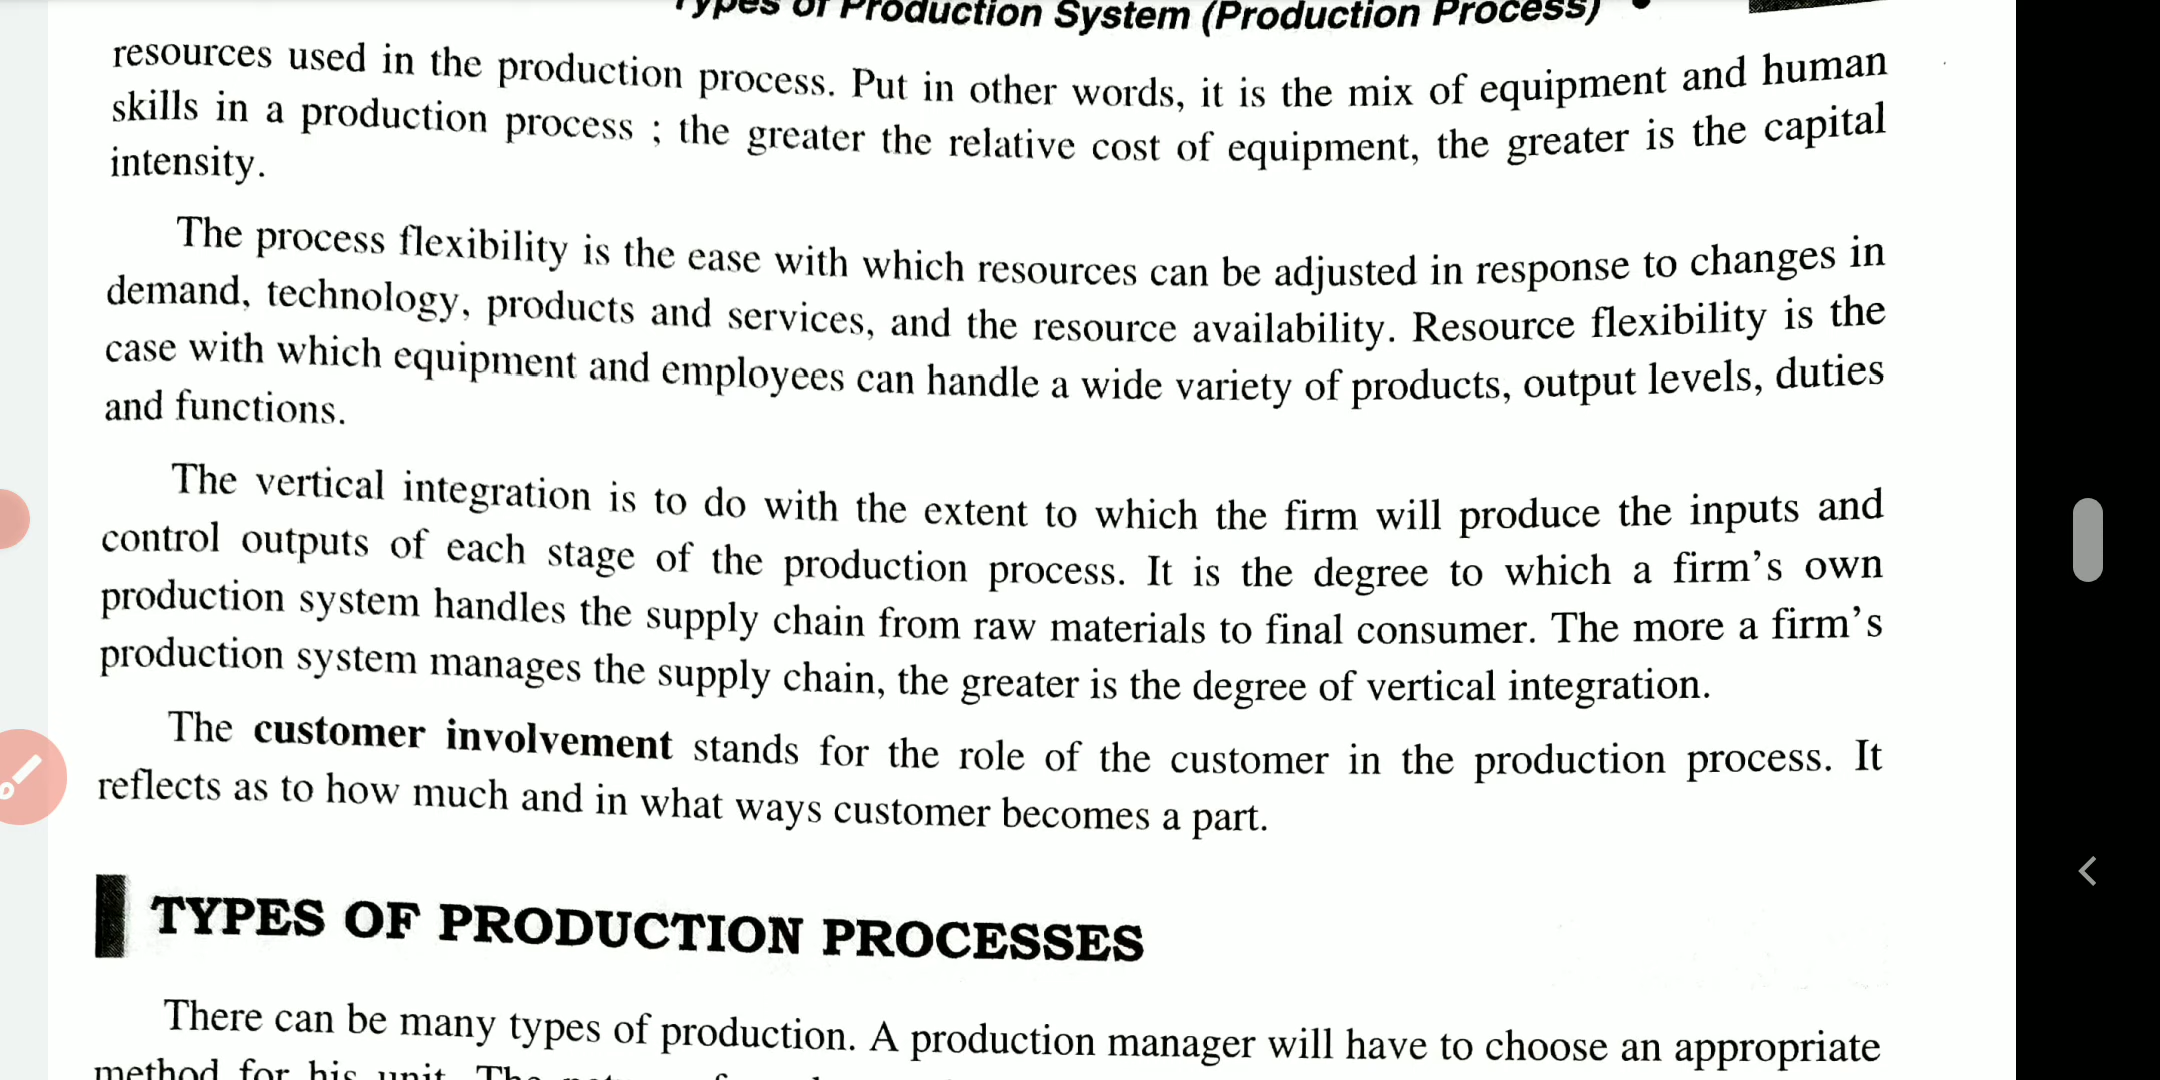 Types of Production System (Production Process)
resources used in the production process. Put in other words, it is the mix of equipment and human
skills in a production process ; the greater the relative cost of equipment, the greater is the capital
intensity.
The process flexibility is the ease with which resources can be adjusted in response to changes in
demand, technology, products and services, and the resource availability. Resource flexibility is the
case with which equipment and employees can handle a wide variety of products, output levels, duties
and functions.
The vertical integration is to do with the extent to which the firm will produce the inputs and
control outputs of each stage of the production process. It is the degree to which a firm's own
production system handles the supply chain from raw materials to final consumer. The more a firm's
production system manages the supply chain, the greater is the degree of vertical integration.
The customer involvement stands for the role of the customer in the production process. It
reflects as to how much and in what ways customer becomes a part.
TYPES OF PRODUCTION PROCESSES
There can be many types of production. A production manager will have to choose an appropriate
method for his unit. The